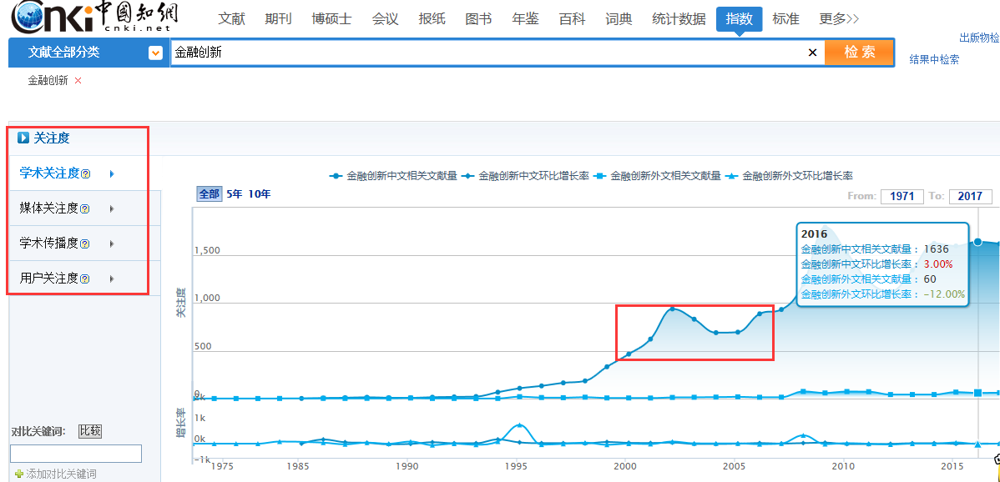 Cnki中國知網
cnki.net
文献 期刊 博硕士 会议 报纸 图书 年鉴 百科 词典 统计数据 指数 标准 更多>>
出版物检
文献全部分类 金融创新 × 检 索
结果中检索
金融创新 ×
关注度
学术关注度
媒体关注度
学术传播度
用户关注度
金融创新中文相关文献量 金融创新中文环比增长率 金融创新外文相关文献量 金融创新外文环比增长率
全部 5年 10年
From: 1971 To: 2017
2016
金融创新中文相关文献量： 1636
金融创新中文环比增长率： 3.00%
金融创新外文相关文献量： 60
金融创新外文环比增长率： -12.00%
1,500
1,000
500
0
关注度
2k
1k
0k
-1k
增长率
1975 1985 1990 1995 2000 2005 2010 2015
对比关键词： 比较
添加对比关键词